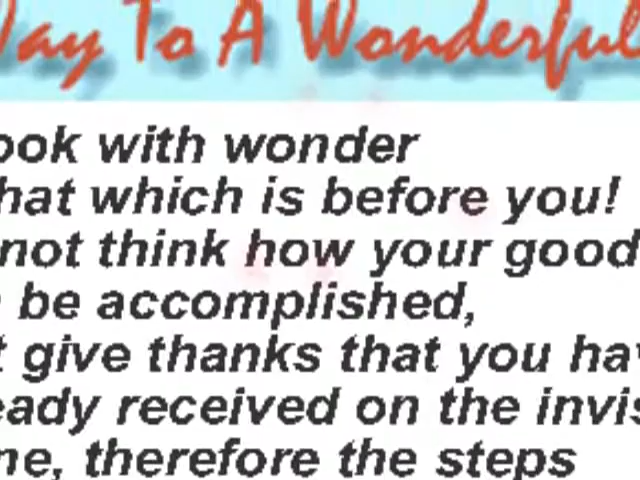 Way To A Wonderful
ook with wonder
hat which is before you!
not think how your good
be accomplished,
give thanks that you hav
eady received on the invis
ne, therefore the steps